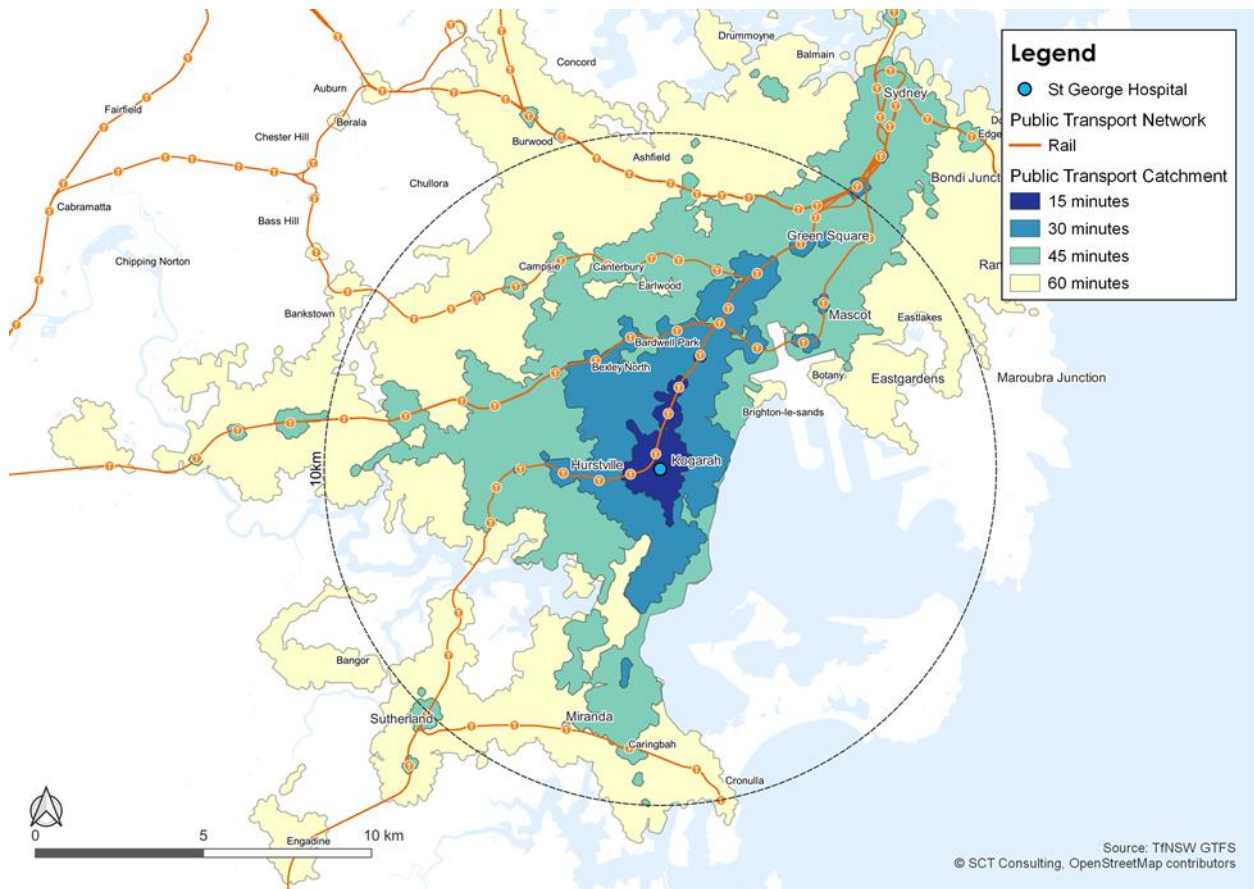 Drummoyne
Balmain
Concord
Auburn
Fairfield
Berala
Chester Hill
Burwood
Ashfield
Sydney
Edge
Bondi Junct
Cabramatta
Chullora
Bass Hill
Chipping Norton
Green Square
Ran
Campsie
Canterbury
Earlwood
Bankstown
Mascot
Eastlakes
Bardwell Park
Bexley North
Botany
Eastgardens
Maroubra Junction
Brighton-le-sands
10km
Hurstville
Kogarah
Bangor
Sutherland
Miranda
Caringbah
Cronulla
Engadine
Legend
St George Hospital
Public Transport Network
Rail
Public Transport Catchment
15 minutes
30 minutes
45 minutes
60 minutes
0 5 10 km
Source: TfNSW GTFS
© SCT Consulting, OpenStreetMap contributors